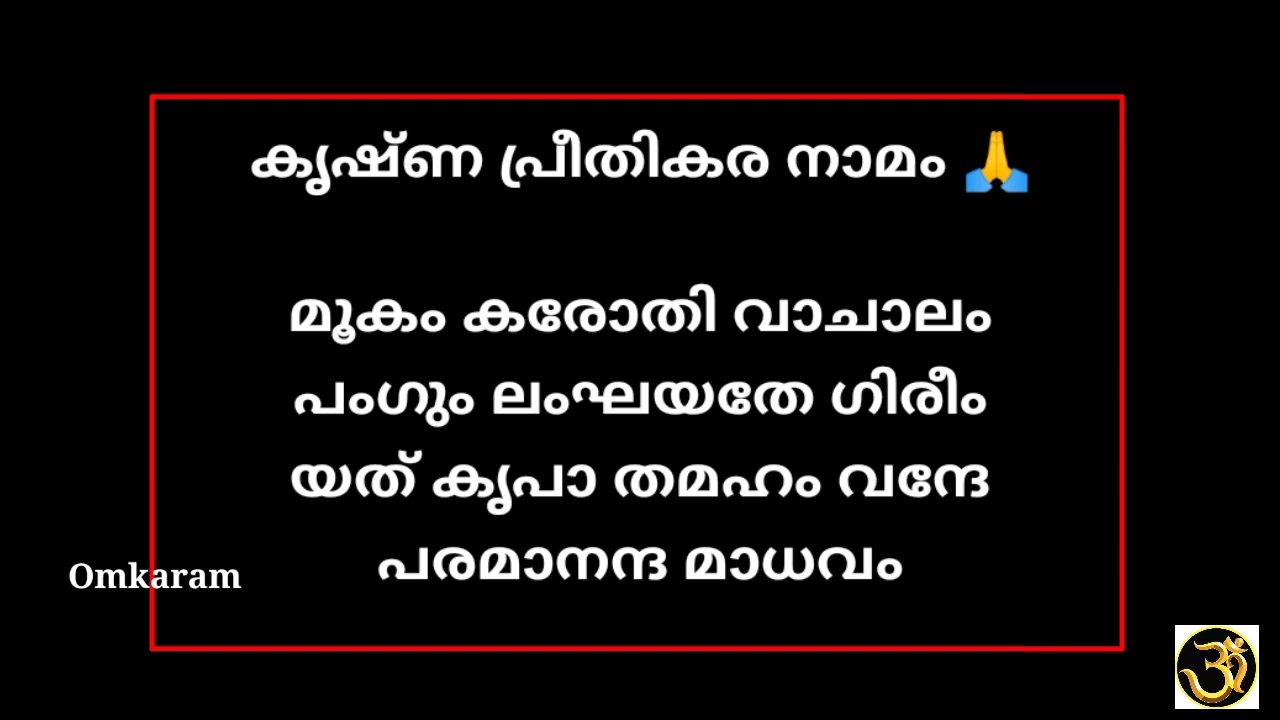 കൃഷ്ണ പ്രീതികര നാമം 🙏
മൂകം കരോതി വാചാലം
പംഗും ലംഘയതേ ഗിരീം
യത് കൃപാ തമഹം വന്ദേ
പരമാനന്ദ മാധവം
Omkaram
ॐ